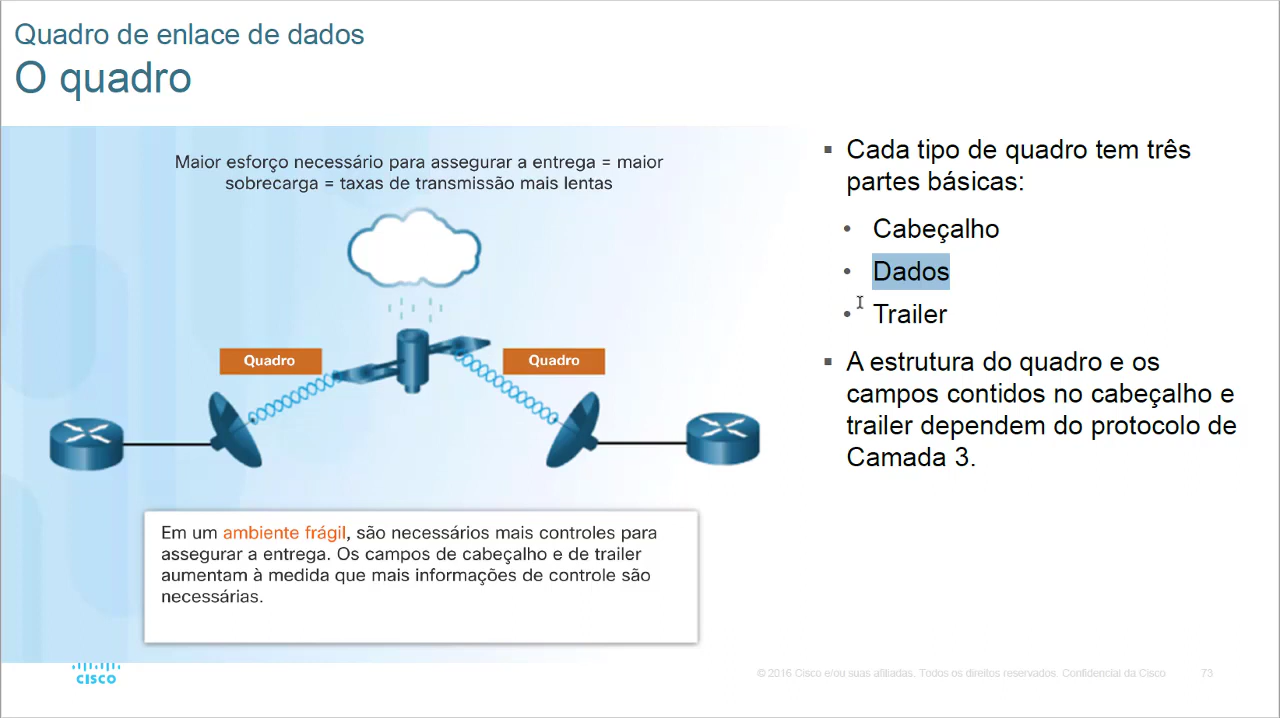 Quadro de enlace de dados
O quadro
Maior esforço necessário para assegurar a entrega = maior
sobrecarga = taxas de transmissão mais lentas
Quadro
Quadro
Em um ambiente frágil, são necessários mais controles para
assegurar a entrega. Os campos de cabeçalho e de trailer
aumentam à medida que mais informações de controle são
necessárias.
▪ Cada tipo de quadro tem três
partes básicas:
• Cabeçalho
• Dados
• Trailer
▪ A estrutura do quadro e os
campos contidos no cabeçalho e
trailer dependem do protocolo de
Camada 3.
CISCO
© 2016 Cisco e/ou suas afiliadas. Todos os direitos reservados. Confidencial da Cisco 73